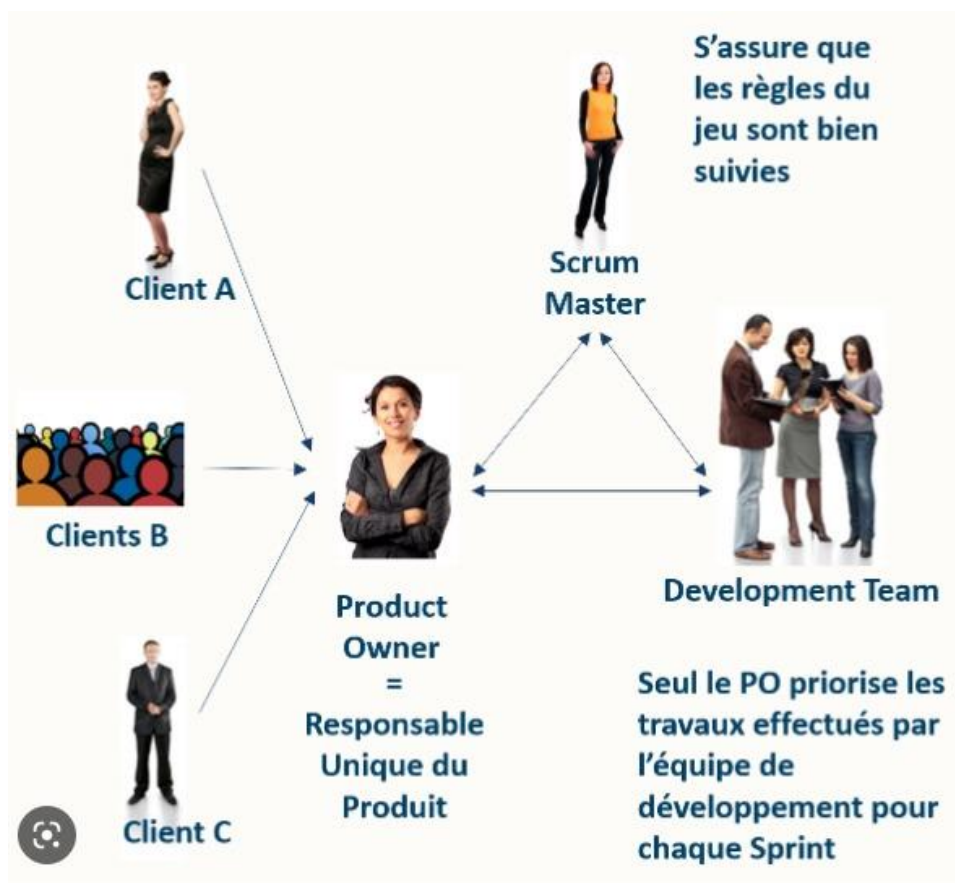 S'assure que
les règles du
jeu sont bien
suivies
Scrum
Master
Client A
Clients B
Development Team
Product
Owner
=
Responsable
Unique du
Produit
Seul le PO priorise les
travaux effectués par
l'équipe de
développement pour
chaque Sprint
Client C